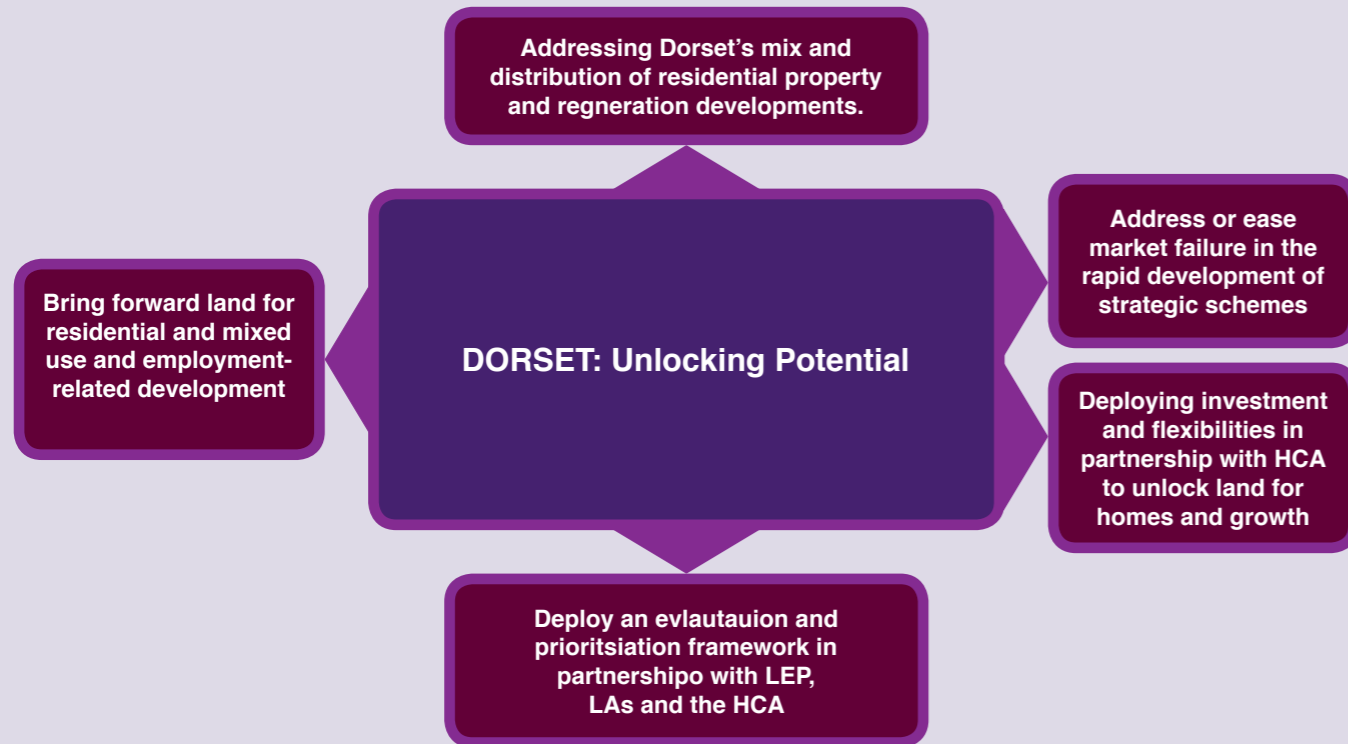 Addressing Dorset’s mix and
distribution of residential property
and regneration developments.
Address or ease
market failure in the
rapid development of
strategic schemes
Bring forward land for
residential and mixed
use and employment-
related development
DORSET: Unlocking Potential
Deploying investment
and flexibilities in
partnership with HCA
to unlock land for
homes and growth
Deploy an evlautauion and
prioritsiation framework in
partnershipo with LEP,
LAs and the HCA